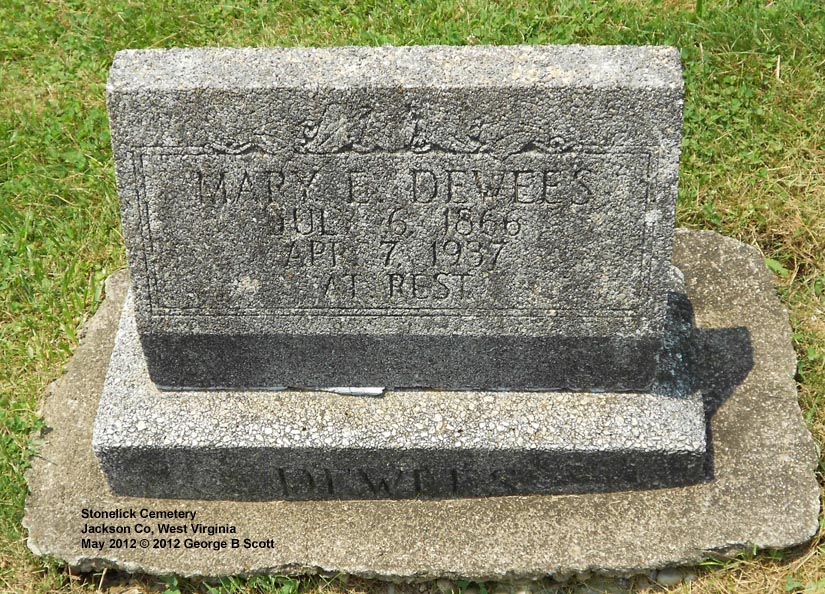 MARY E. DEWEES
JULY 6, 1866
APR. 7, 1937
AT REST
DEWEES
Stonelick Cemetery
Jackson Co, West Virginia
May 2012 © 2012 George B Scott